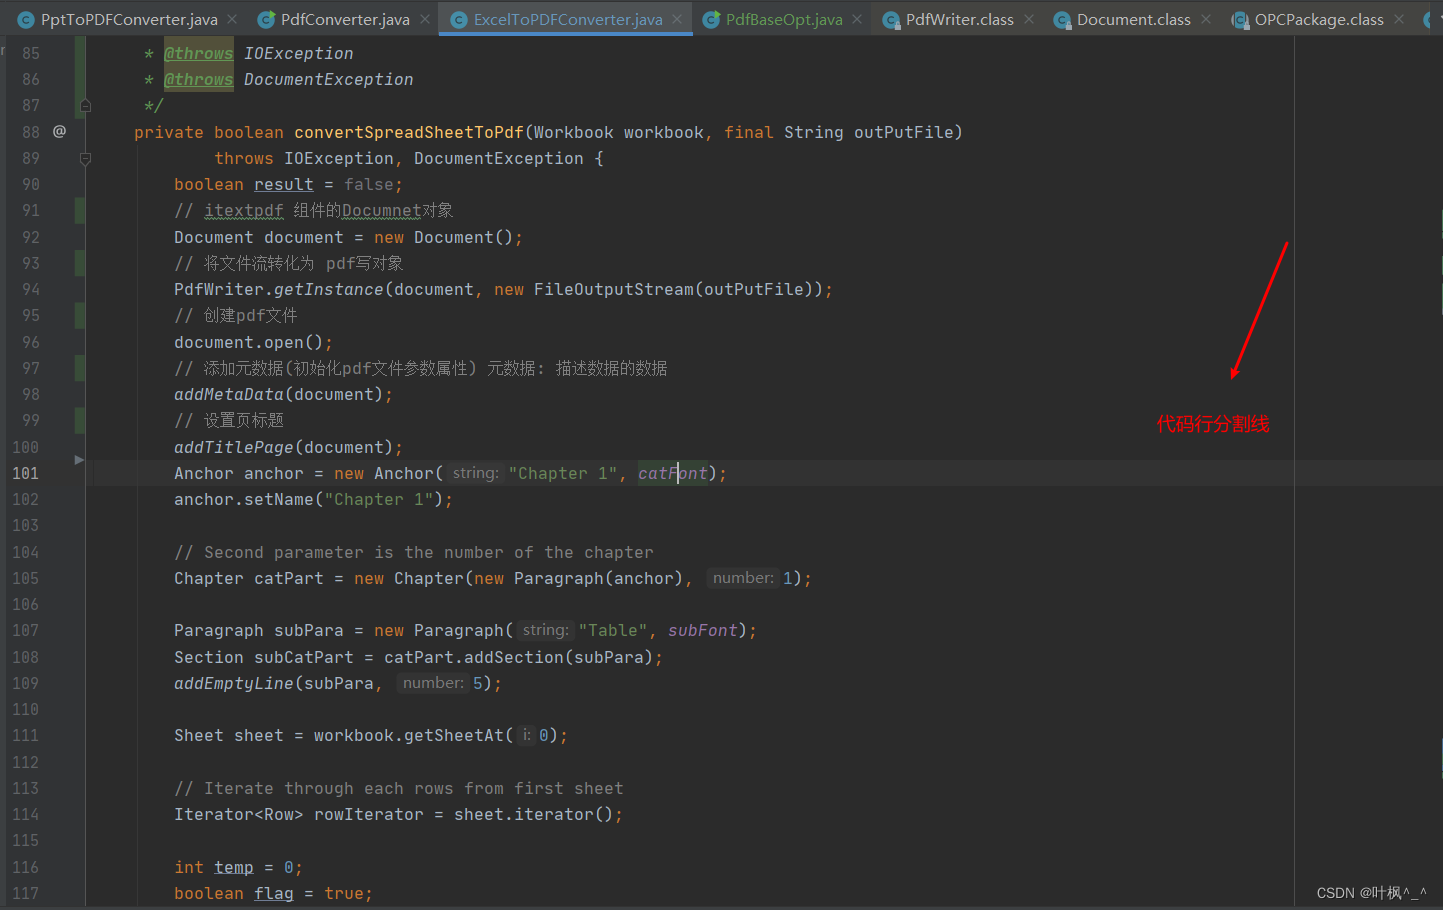 PptToPDFConverter.java PdfConverter.java ExcelToPDFConverter.java PdfBaseOpt.java PdfWriter.class Document.class OPCPackage.class
85 * @throws IOException
86 * @throws DocumentException
87 */
88 @ private boolean convertSpreadSheetToPdf(Workbook workbook, final String outPutFile)
89 throws IOException, DocumentException {
90 boolean result = false;
91 // itextpdf 组件的Documnet对象
92 Document document = new Document();
93 // 将文件流转化为 pdf写对象
94 PdfWriter.getInstance(document, new FileOutputStream(outPutFile));
95 // 创建pdf文件
96 document.open();
97 // 添加元数据(初始化pdf文件参数属性) 元数据: 描述数据的数据
98 addMetaData(document);
99 // 设置页标题
代码行分割线
100 addTitlePage(document);
101 Anchor anchor = new Anchor( string: "Chapter 1", catFont);
102 anchor.setName("Chapter 1");
103
104 // Second parameter is the number of the chapter
105 Chapter catPart = new Chapter(new Paragraph(anchor), number: 1);
106
107 Paragraph subPara = new Paragraph( string: "Table", subFont);
108 Section subCatPart = catPart.addSection(subPara);
109 addEmptyLine(subPara, number: 5);
110
111 Sheet sheet = workbook.getSheetAt( i: 0);
112
113 // Iterate through each rows from first sheet
114 Iterator<Row> rowIterator = sheet.iterator();
115
116 int temp = 0;
117 boolean flag = true;
CSDN @叶枫^_^